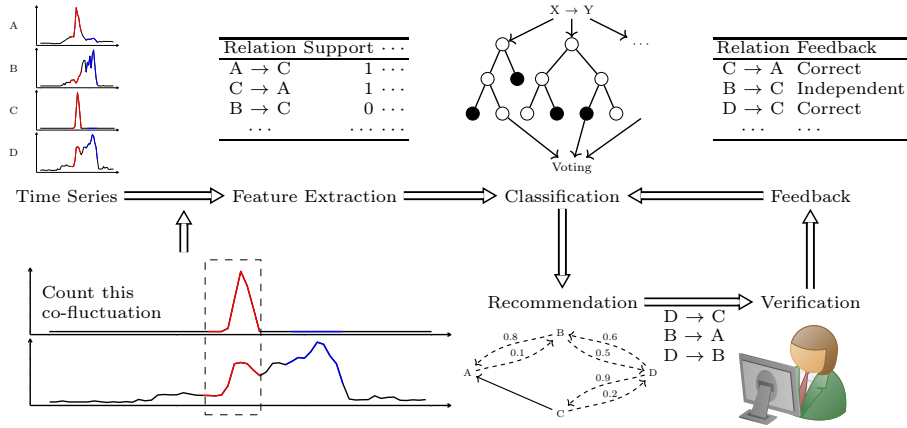 A
B
C
D
Relation Support ⋯
A → C 1 ⋯
C → A 1 ⋯
B → C 0 ⋯
⋯ ⋯ ⋯
X → Y
...
Voting
Relation Feedback
C → A Correct
B → C Independent
D → C Correct
⋯ ⋯
Time Series
Feature Extraction
Classification
Feedback
Count this
co-fluctuation
Recommendation
Verification
D → C
B → A
D → B
A
B
C
D
0.8
0.1
0.6
0.5
0.9
0.2